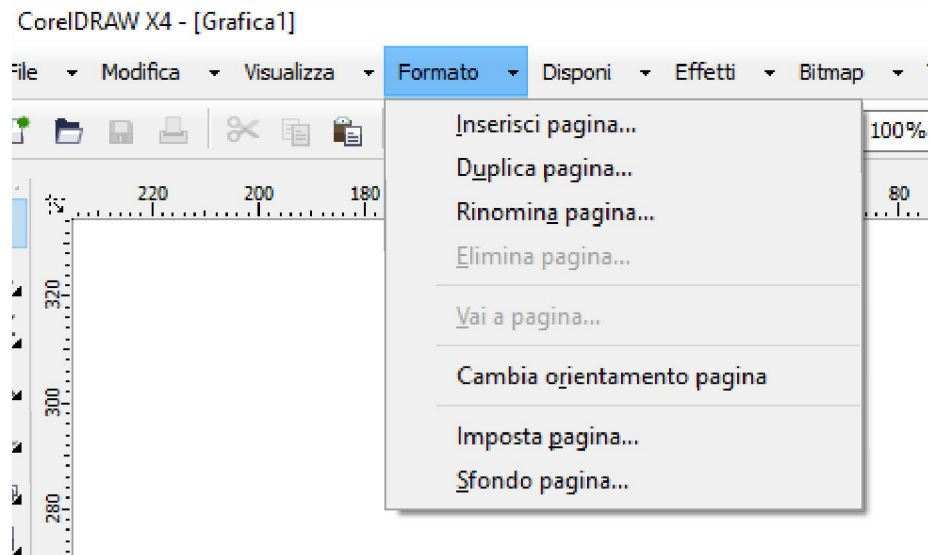 CorelDRAW X4 - [Grafica1]
File Modifica Visualizza Formato Disponi Effetti Bitmap
100%
220 200 180 80
Inserisci pagina...
Duplica pagina...
Rinomina pagina...
Elimina pagina...
Vai a pagina...
Cambia orientamento pagina
Imposta pagina...
Sfondo pagina...
320
300
280